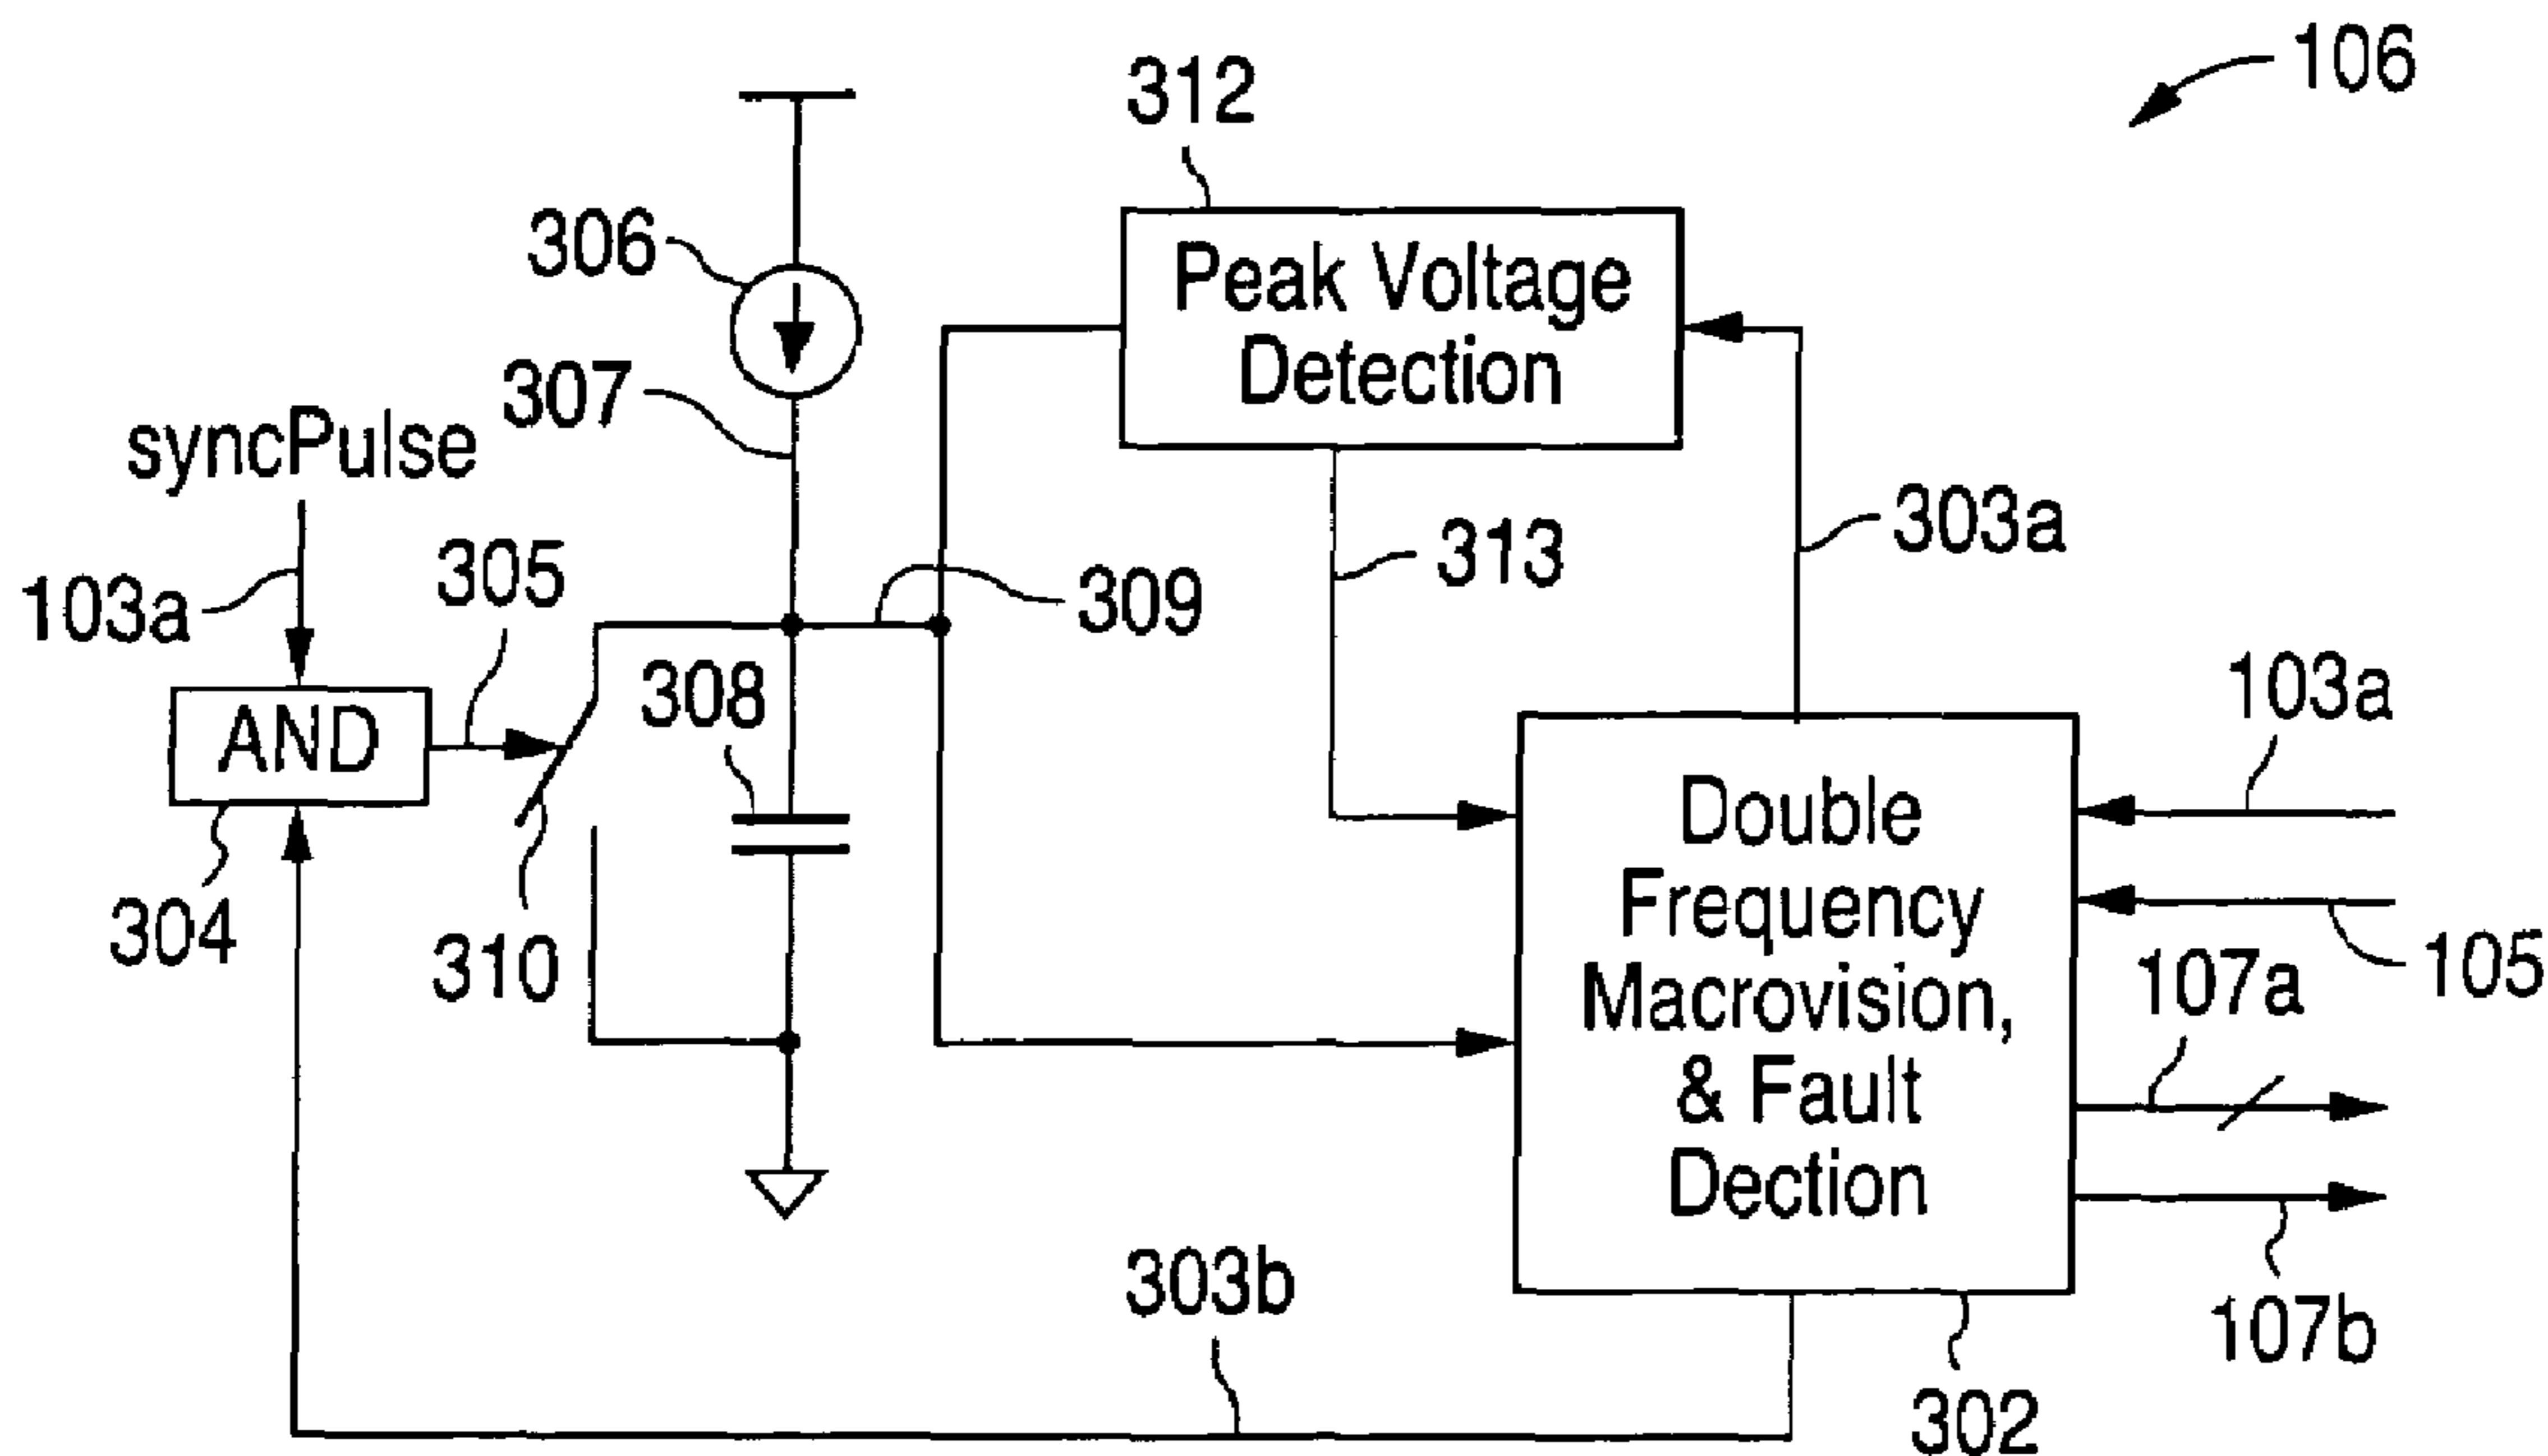 106
312
Peak Voltage
Detection
306
307
syncPulse
103a
305
309
313
303a
308
AND
304
310
103a
105
107a
107b
Double
Frequency
Macrovision,
& Fault
Dection
303b
302